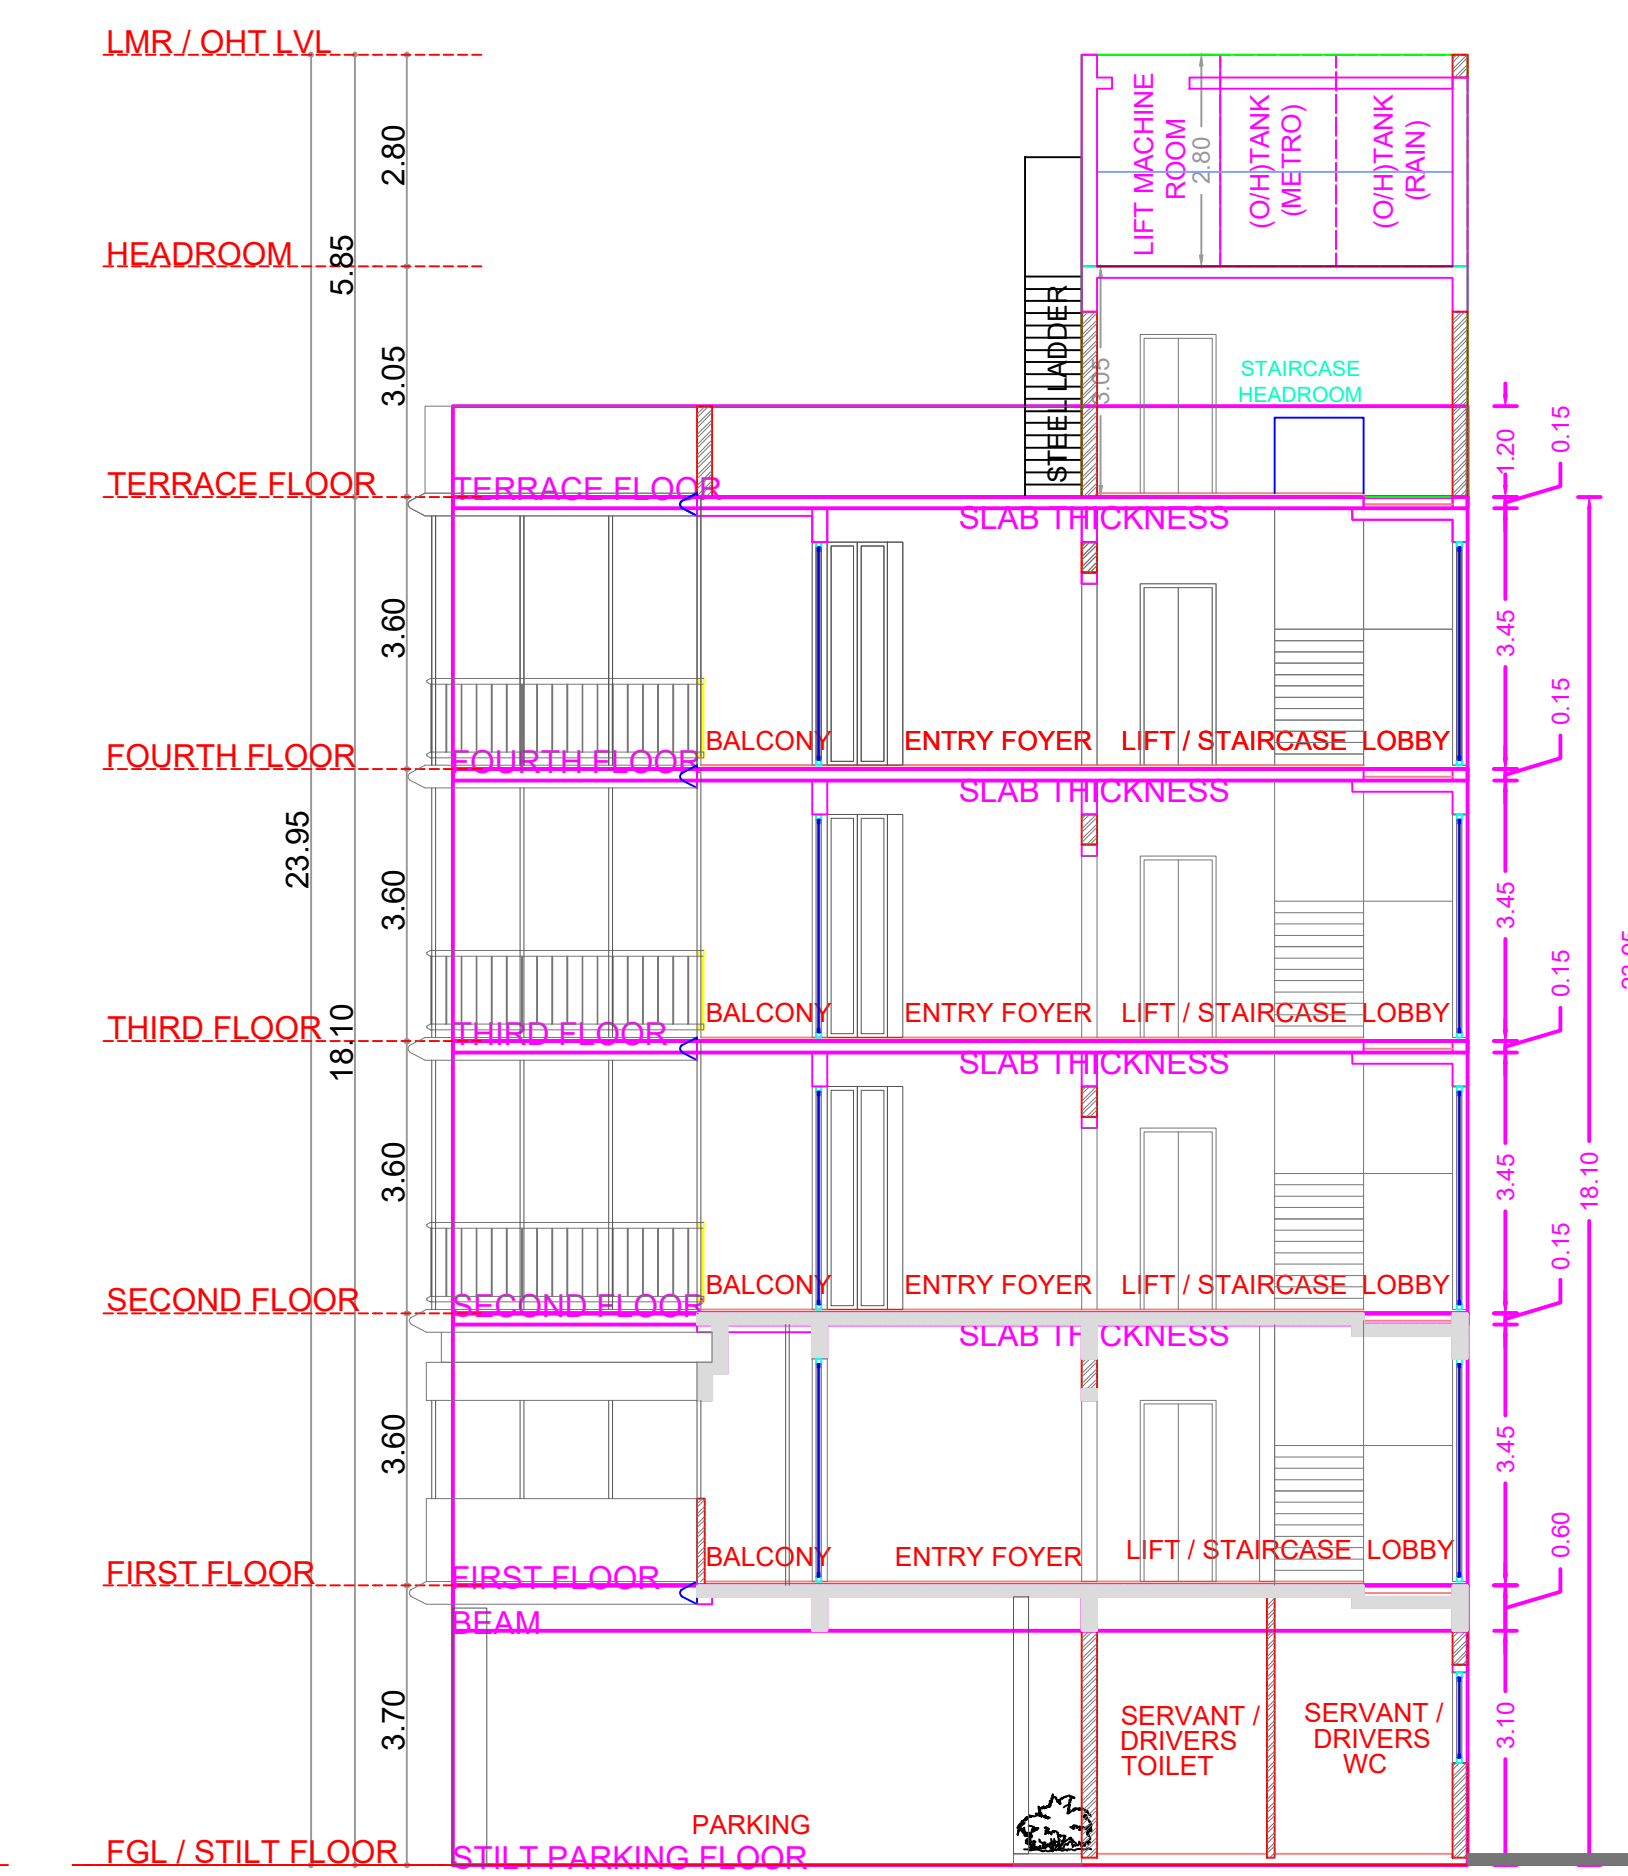 LMR / OHT LVL
2.80
LIFT MACHINE
ROOM
2.80
(O/H)TANK
(METRO)
(O/H)TANK
(RAIN)
HEADROOM
5.85
3.05
STEEL LADDER
3.05
STAIRCASE
HEADROOM
1.20
0.15
TERRACE FLOOR
TERRACE FLOOR
SLAB THICKNESS
3.60
3.45
0.15
BALCONY
ENTRY FOYER
LIFT / STAIRCASE LOBBY
FOURTH FLOOR
FOURTH FLOOR
SLAB THICKNESS
23.95
3.60
3.45
0.15
BALCONY
ENTRY FOYER
LIFT / STAIRCASE LOBBY
THIRD FLOOR
THIRD FLOOR
18.10
SLAB THICKNESS
3.60
3.45
18.10
0.15
BALCONY
ENTRY FOYER
LIFT / STAIRCASE LOBBY
SECOND FLOOR
SECOND FLOOR
SLAB THICKNESS
3.60
3.45
0.60
BALCONY
ENTRY FOYER
LIFT / STAIRCASE LOBBY
FIRST FLOOR
FIRST FLOOR
BEAM
3.70
SERVANT /
DRIVERS
TOILET
SERVANT /
DRIVERS
WC
3.10
PARKING
FGL / STILT FLOOR
STILT PARKING FLOOR